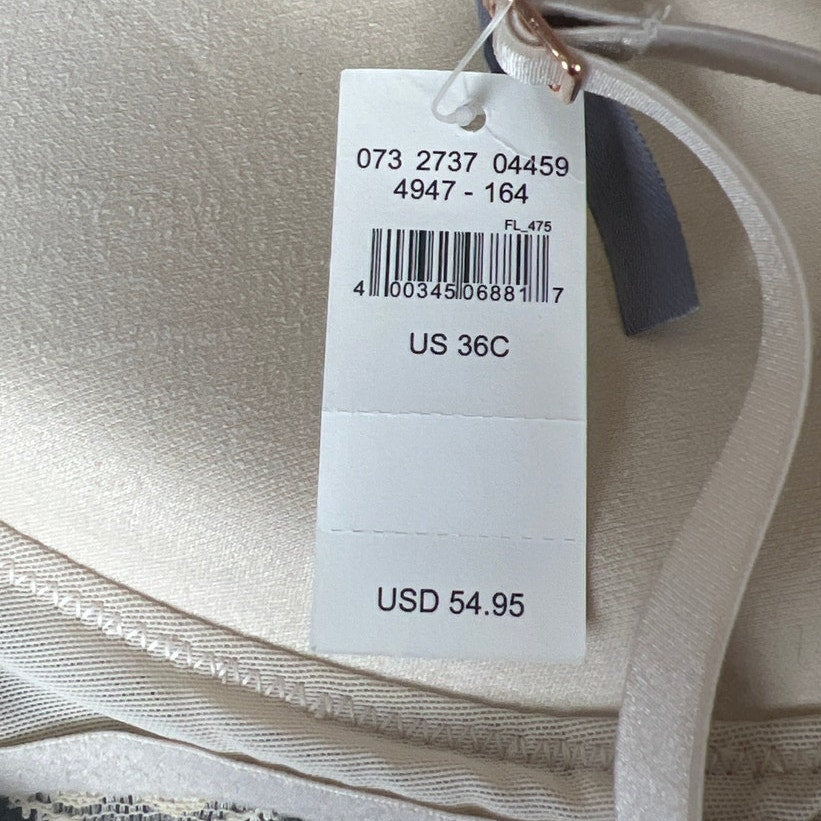 073 2737 04459
4947 - 164
FL_475
4 00345 06881 7
US 36C
USD 54.95